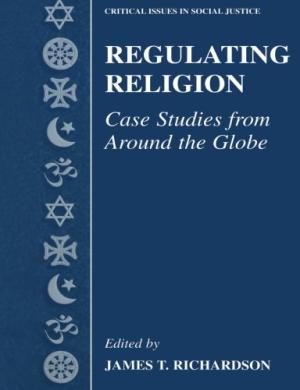 CRITICAL ISSUES IN SOCIAL JUSTICE
REGULATING
RELIGION
Case Studies from
Around the Globe
Edited by
JAMES T. RICHARDSON